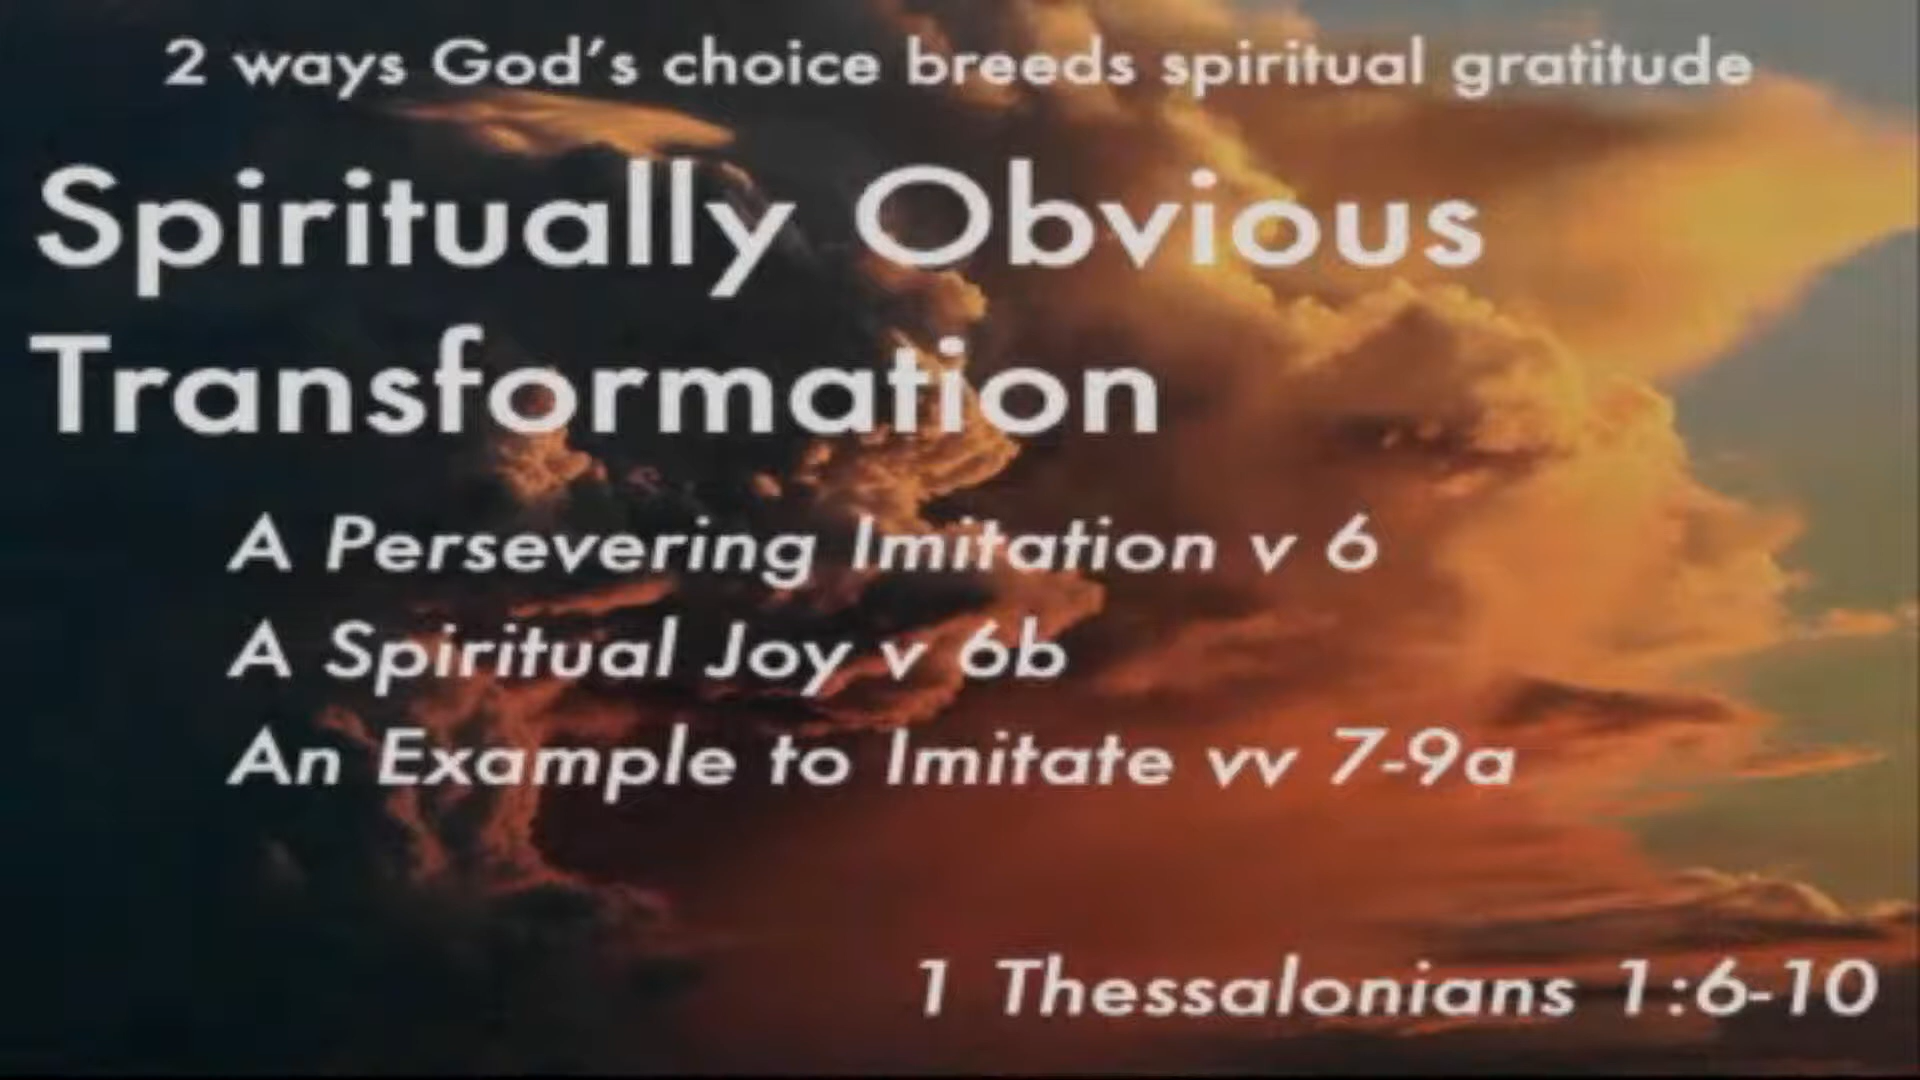 2 ways God's choice breeds spiritual gratitude
Spiritually Obvious
Transformation
A Persevering Imitation v 6
A Spiritual Joy v 6b
An Example to Imitate vv 7-9a
1 Thessalonians 1:6-10